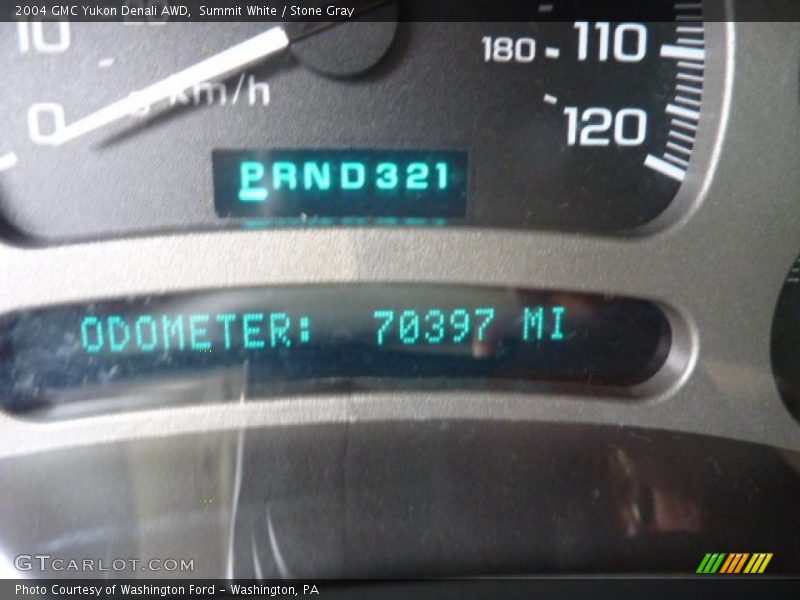 2004 GMC Yukon Denali AWD, Summit White / Stone Gray
10
0
km/h
180
110
120
PRND321
ODOMETER: 70397 MI
GTCARLOT.COM
Photo Courtesy of Washington Ford - Washington, PA